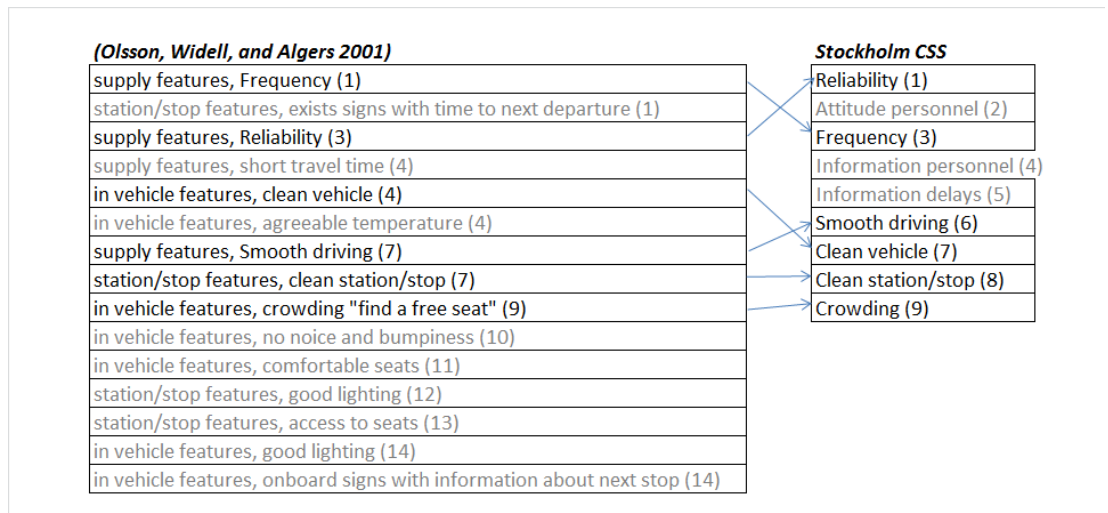 (Olsson, Widell, and Algers 2001)
supply features, Frequency (1)
station/stop features, exists signs with time to next departure (1)
supply features, Reliability (3)
supply features, short travel time (4)
in vehicle features, clean vehicle (4)
in vehicle features, agreeable temperature (4)
supply features, Smooth driving (7)
station/stop features, clean station/stop (7)
in vehicle features, crowding "find a free seat" (9)
in vehicle features, no noice and bumpiness (10)
in vehicle features, comfortable seats (11)
station/stop features, good lighting (12)
station/stop features, access to seats (13)
in vehicle features, good lighting (14)
in vehicle features, onboard signs with information about next stop (14)
Stockholm CSS
Reliability (1)
Attitude personnel (2)
Frequency (3)
Information personnel (4)
Information delays (5)
Smooth driving (6)
Clean vehicle (7)
Clean station/stop (8)
Crowding (9)